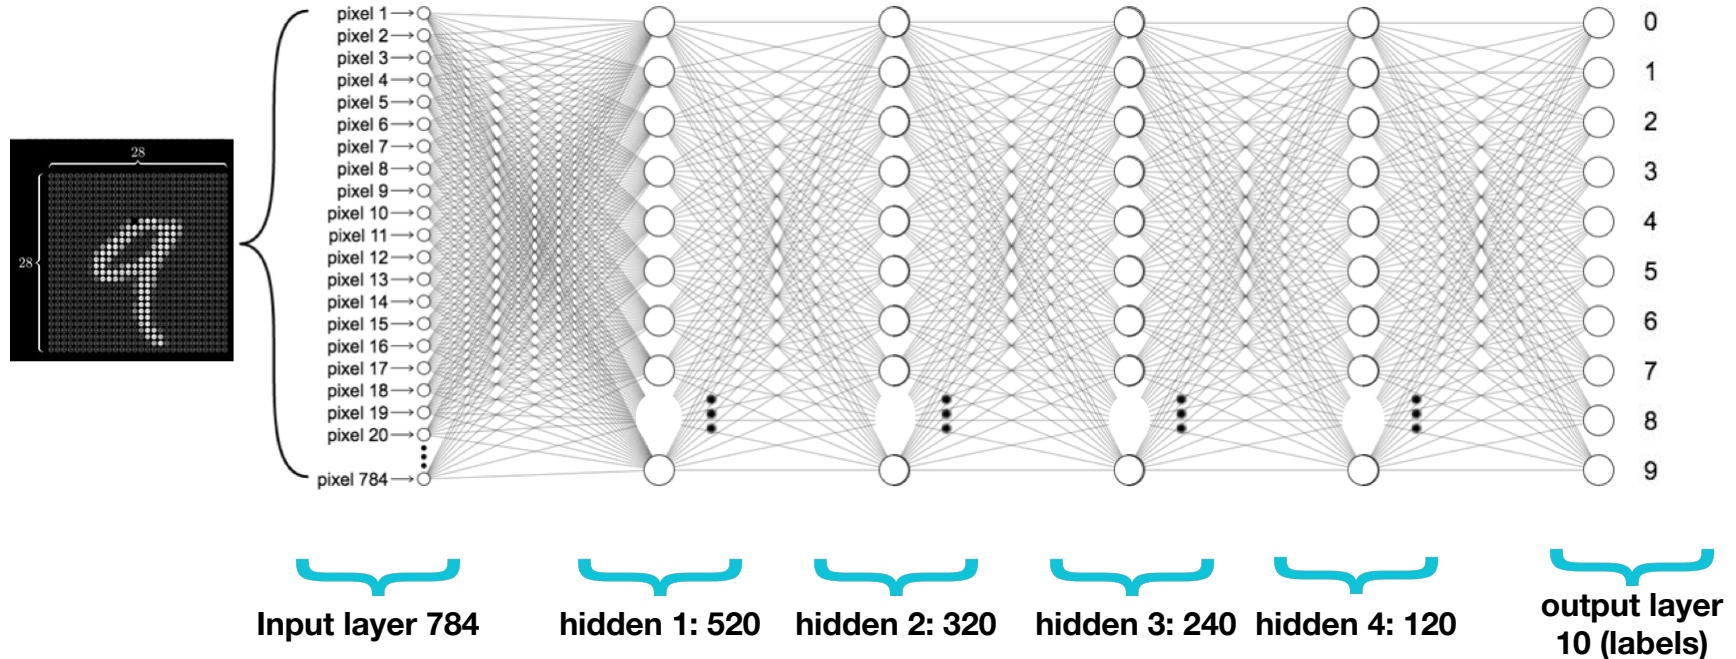 28
28
pixel 1
pixel 2
pixel 3
pixel 4
pixel 5
pixel 6
pixel 7
pixel 8
pixel 9
pixel 10
pixel 11
pixel 12
pixel 13
pixel 14
pixel 15
pixel 16
pixel 17
pixel 18
pixel 19
pixel 20
pixel 784
0
1
2
3
4
5
6
7
8
9
Input layer 784
hidden 1: 520
hidden 2: 320
hidden 3: 240
hidden 4: 120
output layer
10 (labels)